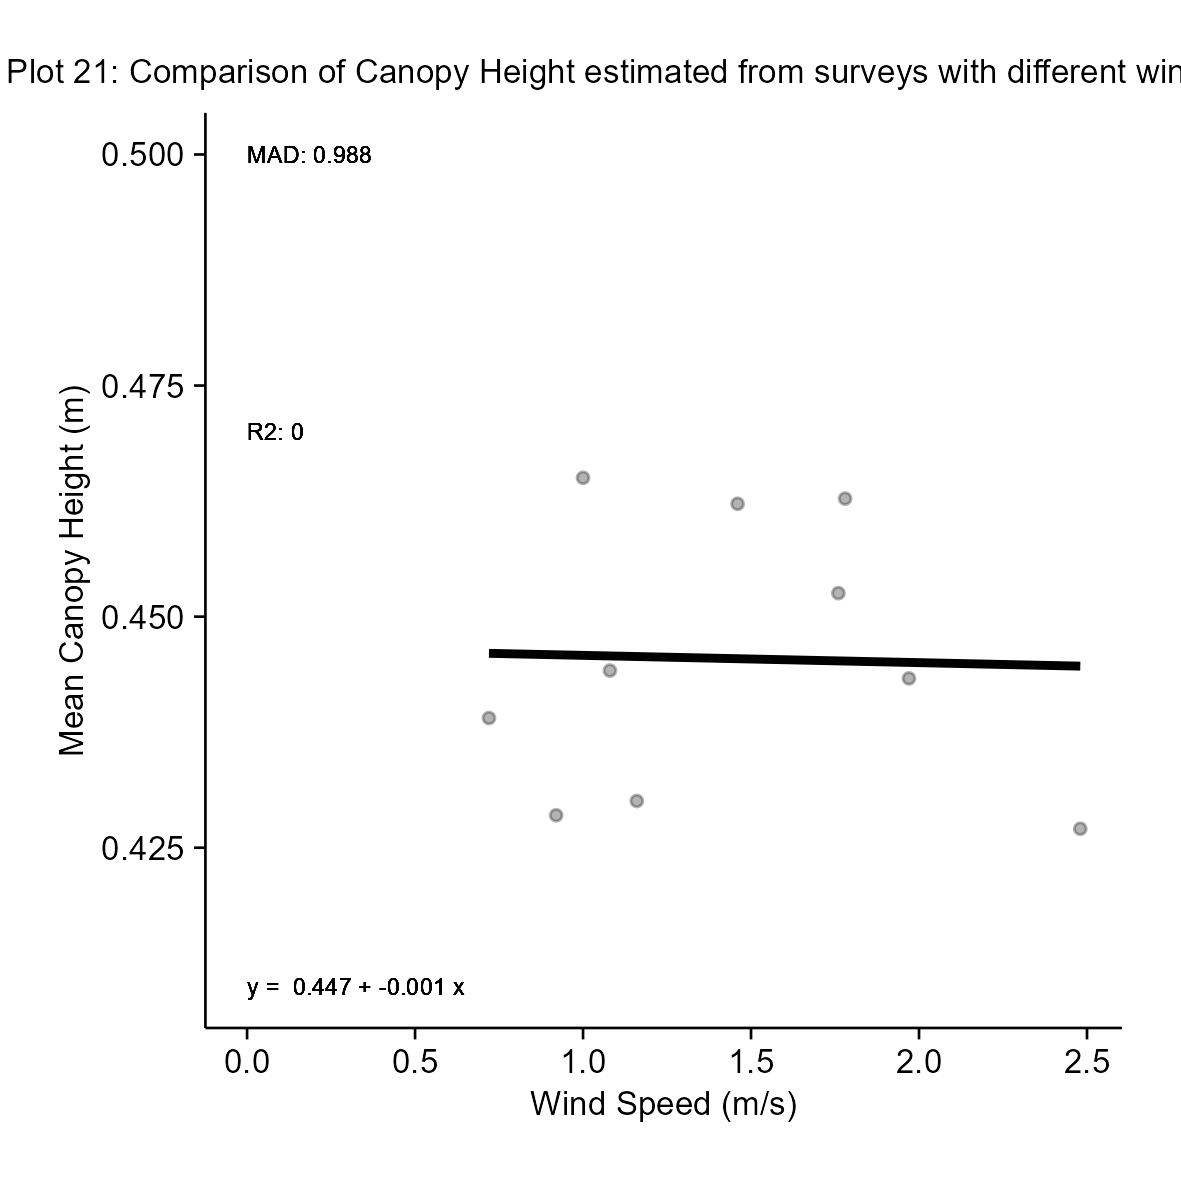 Plot 21: Comparison of Canopy Height estimated from surveys with different win
0.500
MAD: 0.988
0.475
R2: 0
Mean Canopy Height (m)
0.450
0.425
y =  0.447 + -0.001 x
0.0 0.5 1.0 1.5 2.0 2.5
Wind Speed (m/s)